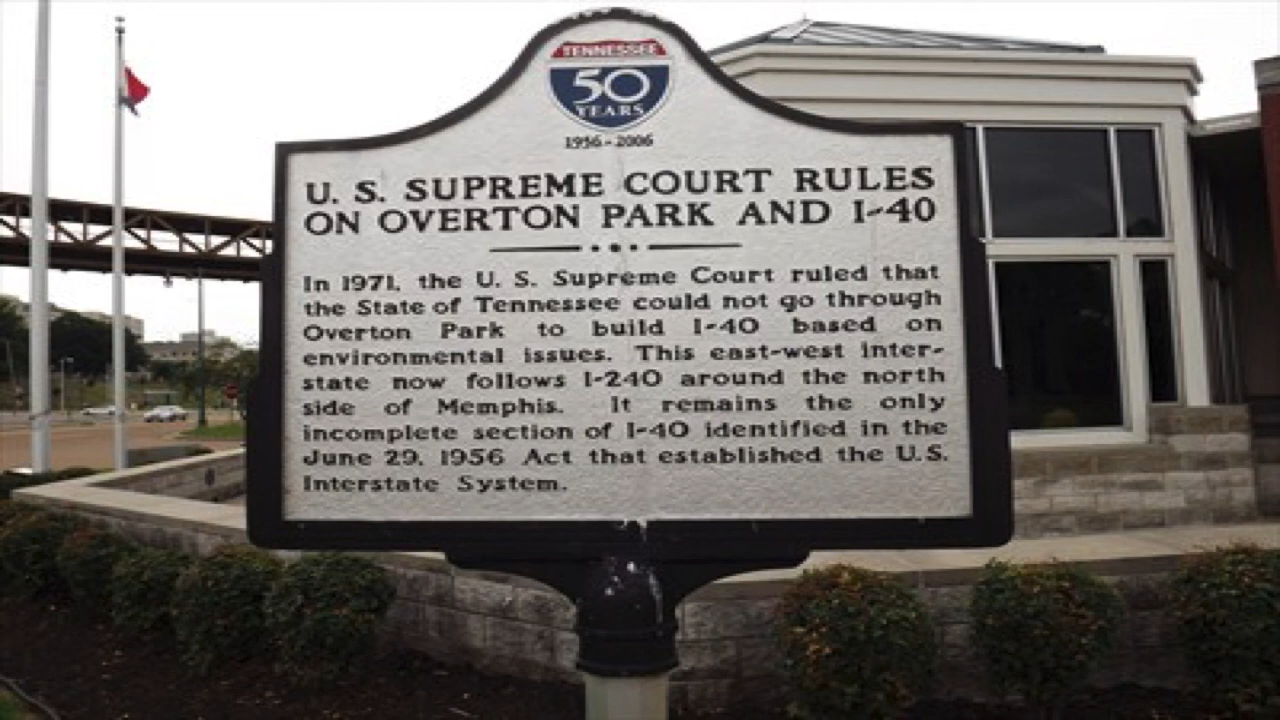 TENNESSEE
50
YEARS
1956-2006
U. S. SUPREME COURT RULES
ON OVERTON PARK AND I-40
In 1971, the U. S. Supreme Court ruled that
the State of Tennessee could not go through
Overton Park to build I-40 based on
environmental issues. This east-west inter-
state now follows I-240 around the north
side of Memphis. It remains the only
incomplete section of I-40 identified in the
June 29, 1956 Act that established the U.S.
Interstate System.